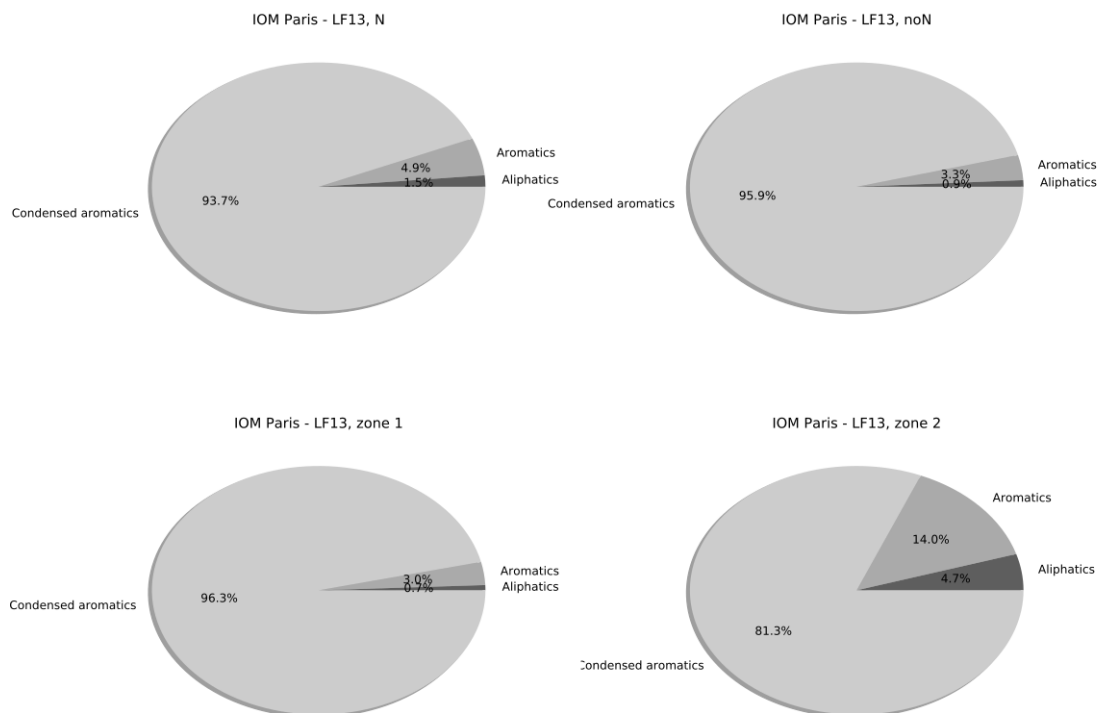 IOM Paris - LF13, N
Aromatics
4.9%
Aliphatics
1.5%
93.7%
Condensed aromatics
IOM Paris - LF13, noN
Aromatics
3.3%
Aliphatics
0.9%
95.9%
Condensed aromatics
IOM Paris - LF13, zone 1
Aromatics
3.0%
Aliphatics
0.7%
96.3%
Condensed aromatics
IOM Paris - LF13, zone 2
Aromatics
14.0%
Aliphatics
4.7%
81.3%
Condensed aromatics